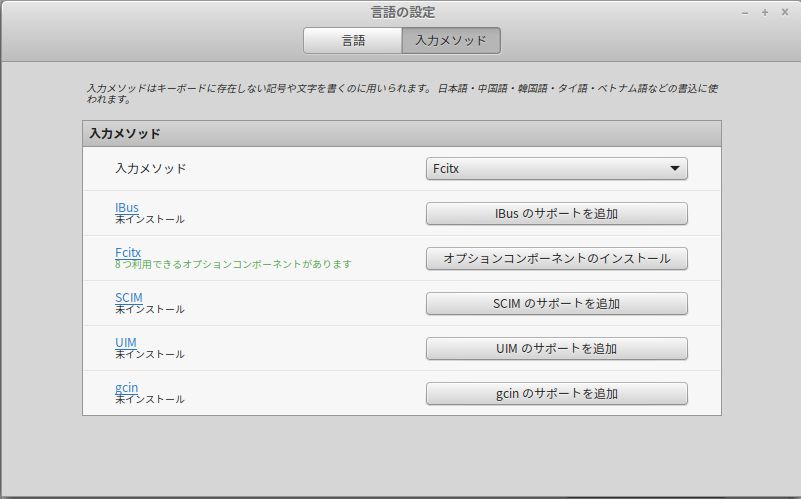 言語の設定
言語 入力メソッド
入力メソッドはキーボードに存在しない記号や文字を書くのに用いられます。 日本語・中国語・韓国語・タイ語・ベトナム語などの書込に使
われます。
入力メソッド
入力メソッド Fcitx
IBus
末インストール
IBus のサポートを追加
Fcitx
8つ利用できるオプションコンポーネントがあります
オプションコンポーネントのインストール
SCIM
末インストール
SCIM のサポートを追加
UIM
末インストール
UIM のサポートを追加
gcin
末インストール
gcin のサポートを追加